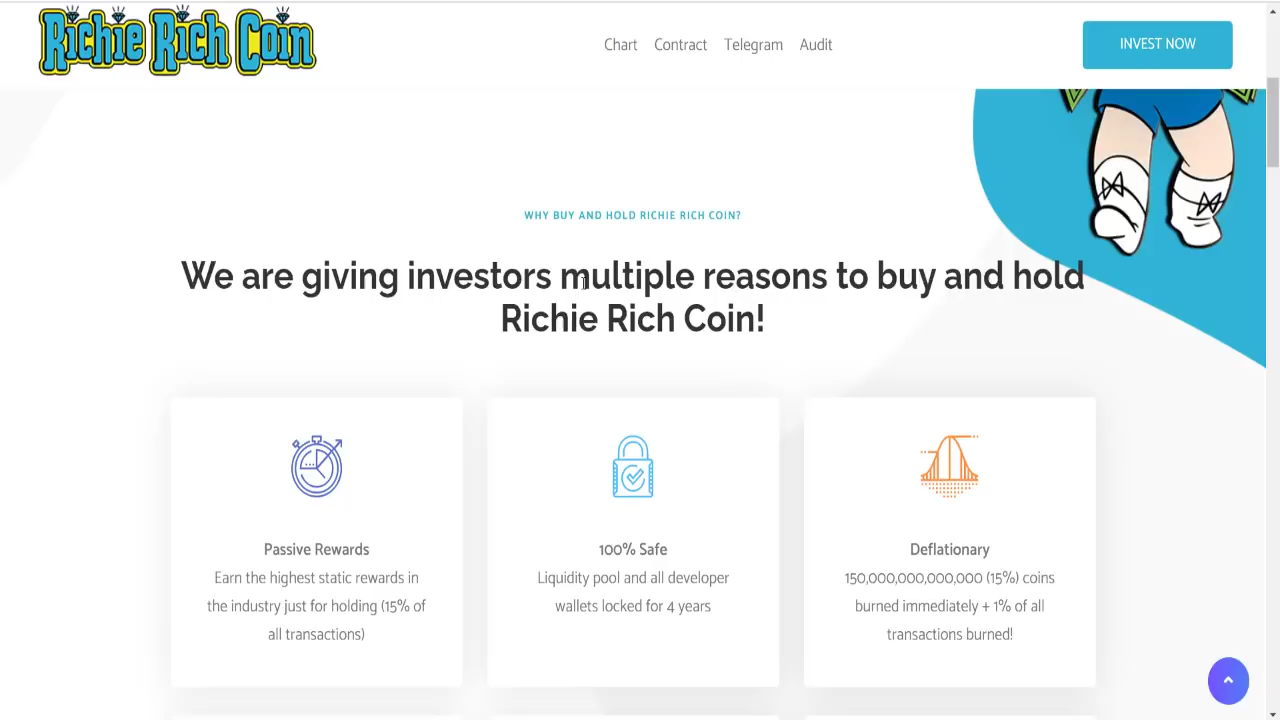 Richie Rich Coin
Chart Contract Telegram Audit
INVEST NOW
WHY BUY AND HOLD RICHIE RICH COIN?
We are giving investors multiple reasons to buy and hold
Richie Rich Coin!
Passive Rewards
Earn the highest static rewards in
the industry just for holding (15% of
all transactions)
100% Safe
Liquidity pool and all developer
wallets locked for 4 years
Deflationary
150,000,000,000,000 (15%) coins
burned immediately + 1% of all
transactions burned!